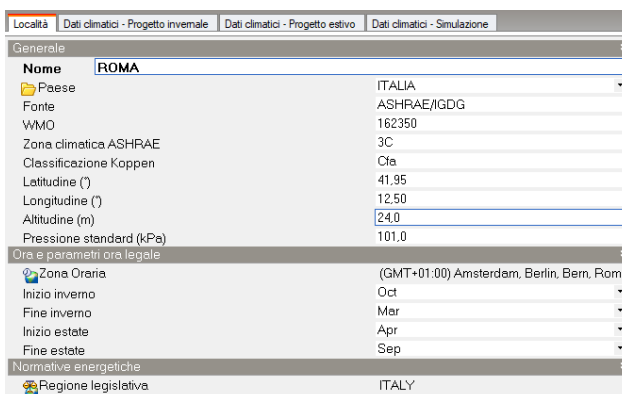 Località Dati climatici - Progetto invernale Dati climatici - Progetto estivo Dati climatici - Simulazione
Generale
Nome ROMA
Paese ITALIA
Fonte ASHRAE/IGDG
WMO 162350
Zona climatica ASHRAE 3C
Classificazione Koppen Cfa
Latitudine (°) 41,95
Longitudine (°) 12,50
Altitudine (m) 24,0
Pressione standard (kPa) 101,0
Ora e parametri ora legale
Zona Oraria (GMT+01:00) Amsterdam, Berlin, Bern, Rom
Inizio inverno Oct
Fine inverno Mar
Inizio estate Apr
Fine estate Sep
Normative energetiche
Regione legislativa ITALY